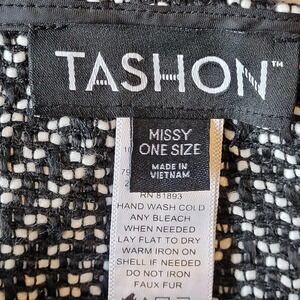 TASHON™
MISSY
ONE SIZE
MADE IN
VIETNAM
RN 81893
HAND WASH COLD
ANY BLEACH
WHEN NEEDED
LAY FLAT TO DRY
WARM IRON ON
SHELL IF NEEDED
DO NOT IRON
FAUX FUR